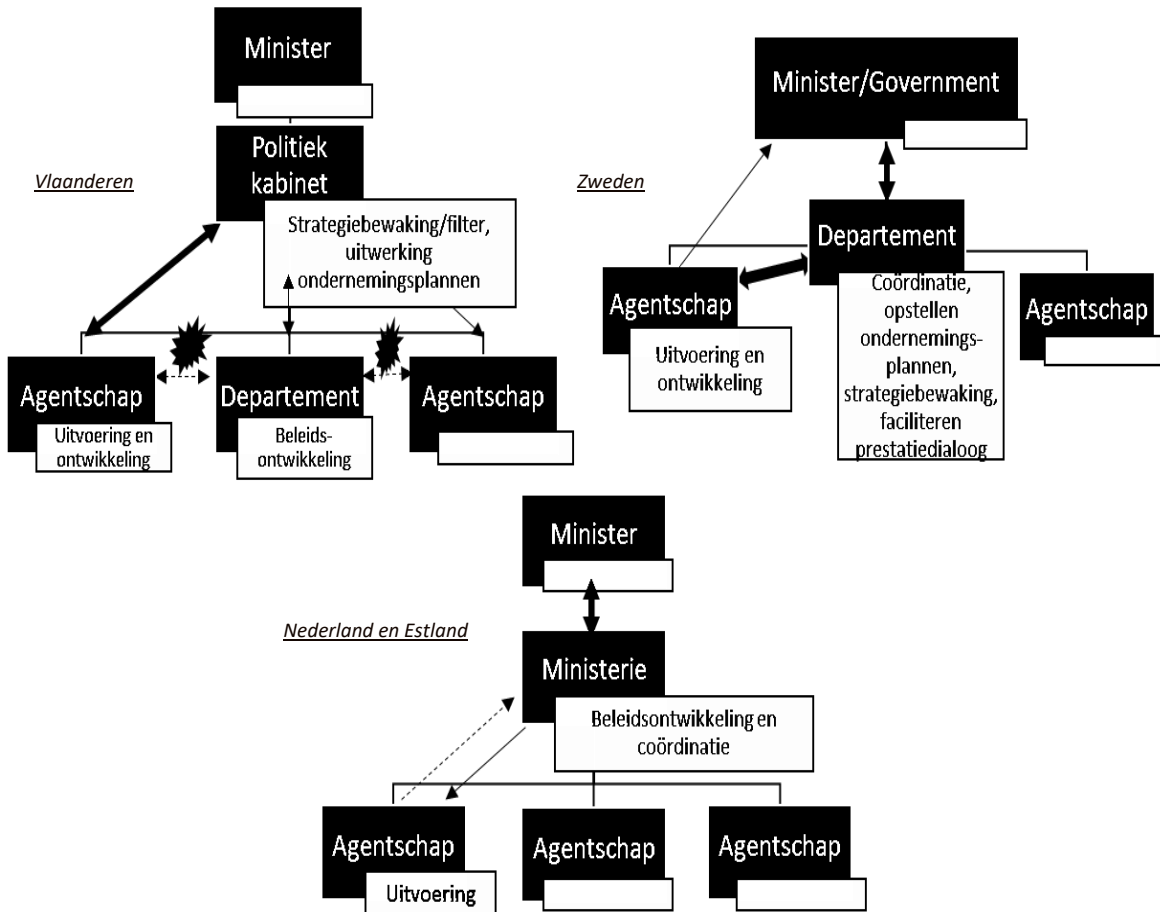 Vlaanderen
Minister
Politiek
kabinet
Strategiebewaking/filter,
uitwerking
ondernemingsplannen
Agentschap
Uitvoering en
ontwikkeling
Departement
Beleids-
ontwikkeling
Agentschap
Zweden
Minister/Government
Departement
Coördinatie,
opstellen
ondernemings-
plannen,
strategiebewaking,
faciliteren
prestatiedialoog
Agentschap
Uitvoering en
ontwikkeling
Agentschap
Nederland en Estland
Minister
Ministerie
Beleidsontwikkeling en
coördinatie
Agentschap
Uitvoering
Agentschap
Agentschap